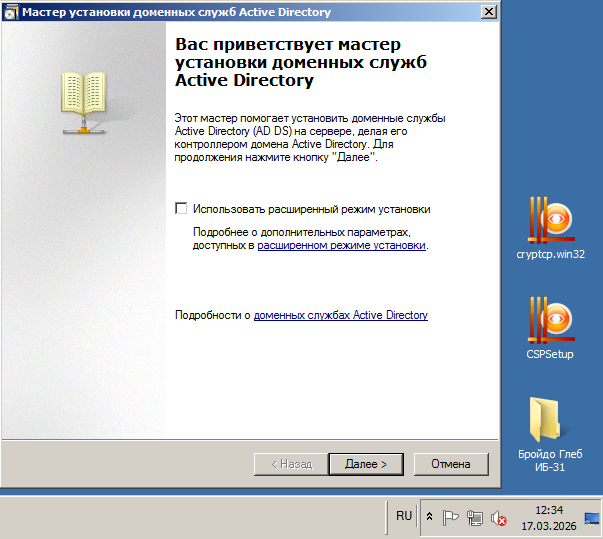 Мастер установки доменных служб Active Directory
Вас приветствует мастер
установки доменных служб
Active Directory
Этот мастер помогает установить доменные службы
Active Directory (AD DS) на сервере, делая его
контроллером домена Active Directory. Для
продолжения нажмите кнопку "Далее".
Использовать расширенный режим установки
Подробнее о дополнительных параметрах,
доступных в расширенном режиме установки.
Подробности о доменных службах Active Directory
< Назад
Далее >
Отмена
cryptcp.win32
CSPSetup
Бройдо Глеб
ИБ-31
RU
12:34
17.03.2026